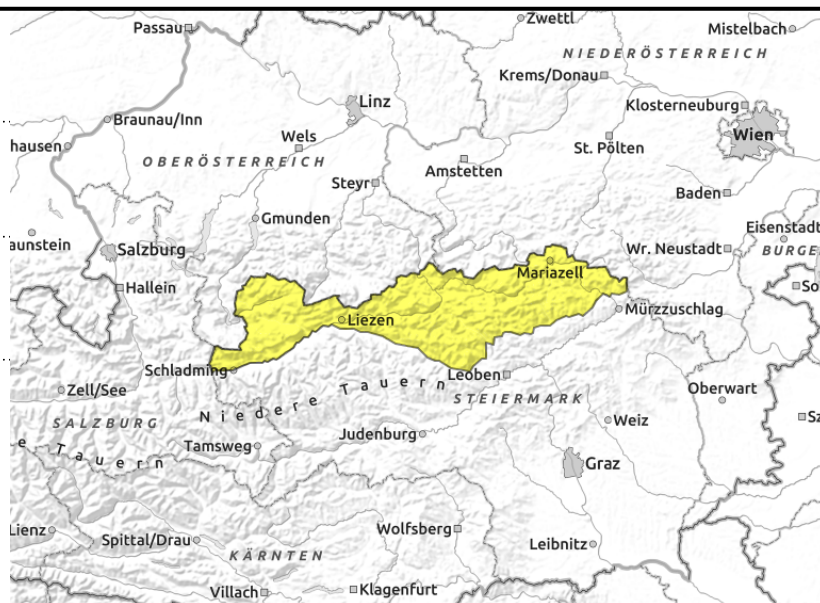 Zwettl
Passau
Mistelbach
NIEDERÖSTERREICH
Krems/Donau
Linz
Klosterneuburg
Braunau/Inn
Wels
Wien
hausen
St. Pölten
OBERÖSTERREICH
Amstetten
Steyr
Baden
Gmunden
Eisenstadt
aunstein
Salzburg
Wr. Neustadt
BURGE
Mariazell
Hallein
So
Mürzzuschlag
Liezen
Schladming
Leoben
Zell/See
Niedere Tauern
Oberwart
STEIERMARK
SALZBURG
Weiz
Sz
Judenburg
Tamsweg
e Tauern
Graz
Lienz
Wolfsberg
Spittal/Drau
Leibnitz
KÄRNTEN
Villach
Klagenfurt